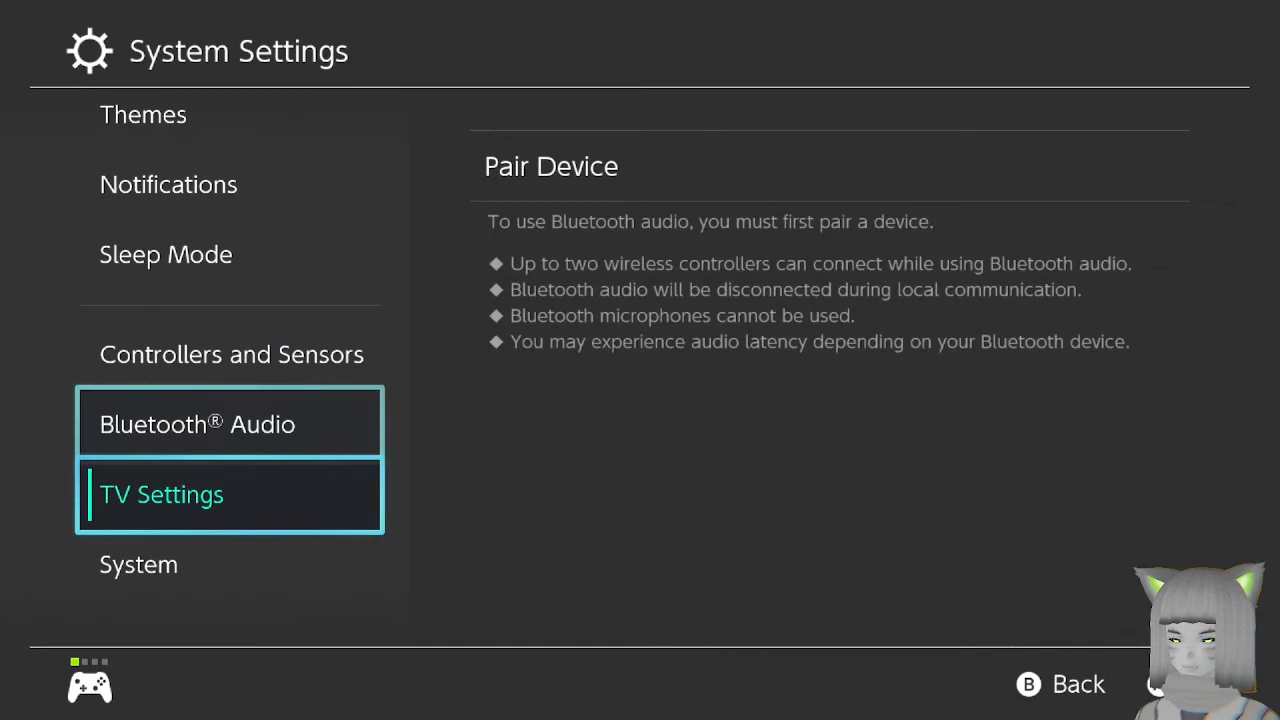 System Settings
Themes
Notifications
Sleep Mode
Controllers and Sensors
Bluetooth® Audio
TV Settings
System
Pair Device
To use Bluetooth audio, you must first pair a device.
◆ Up to two wireless controllers can connect while using Bluetooth audio.
◆ Bluetooth audio will be disconnected during local communication.
◆ Bluetooth microphones cannot be used.
◆ You may experience audio latency depending on your Bluetooth device.
B Back